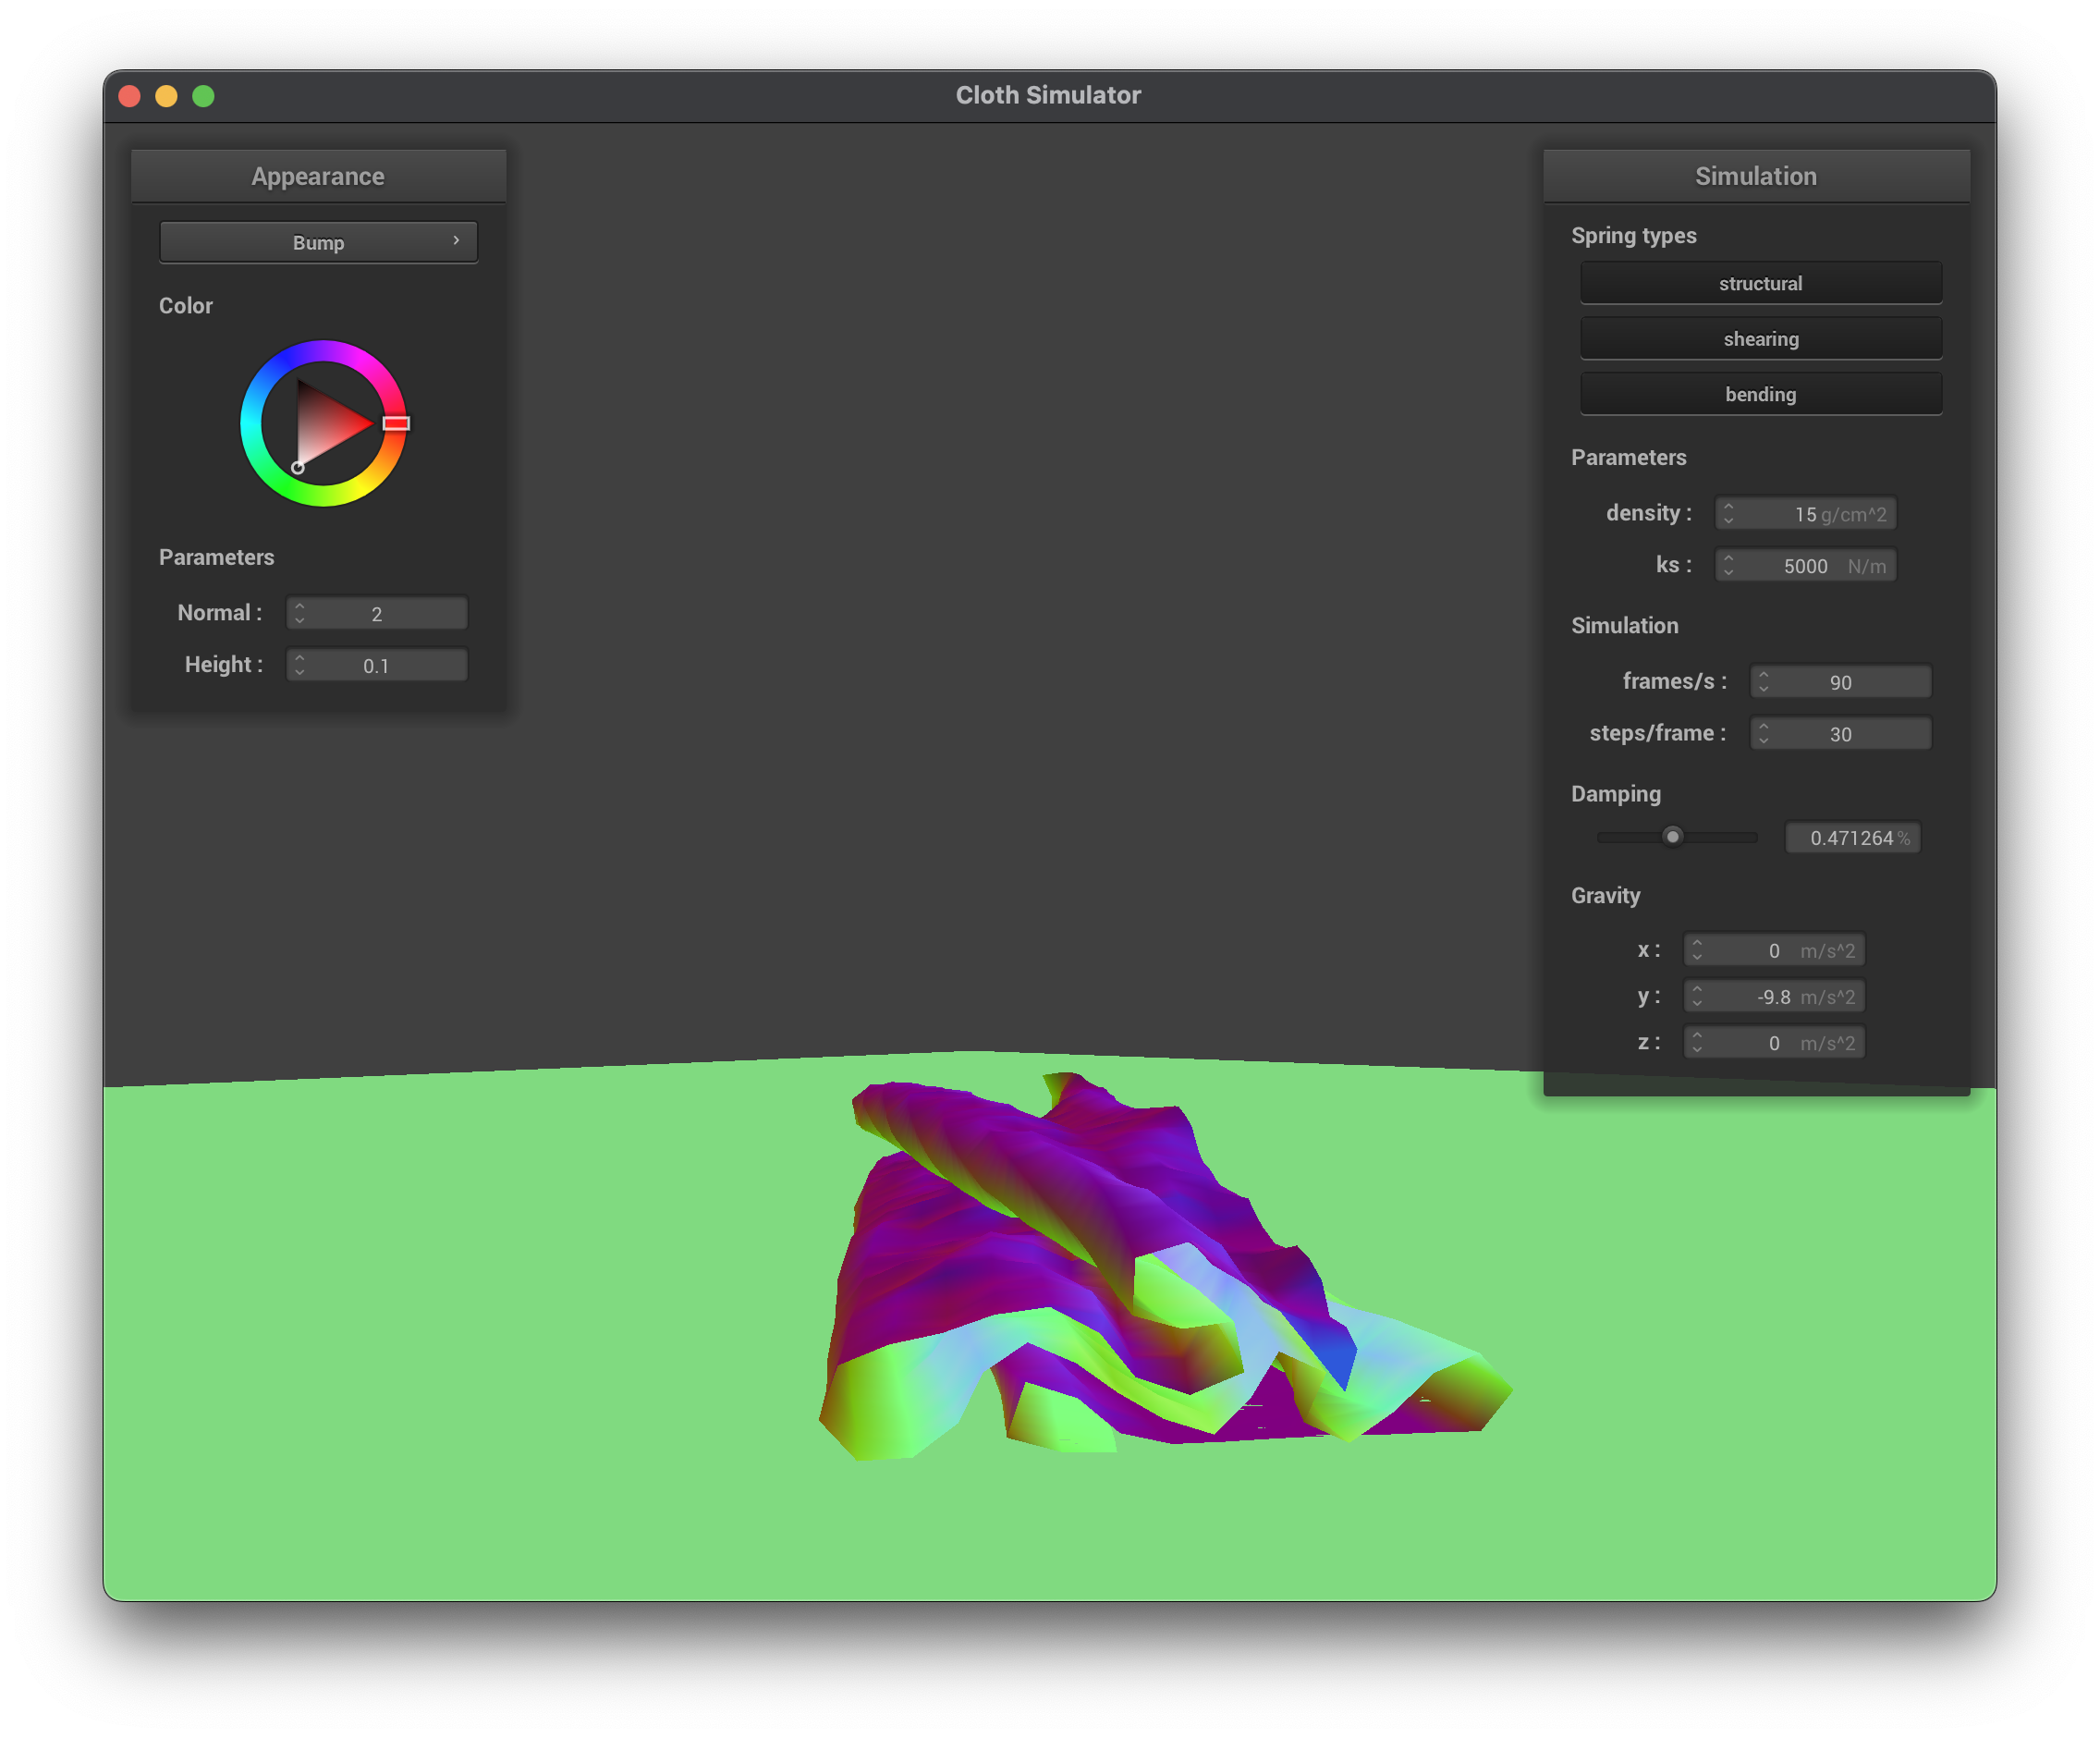 Cloth Simulator
Appearance
Bump
Color
Parameters
Normal : 2
Height : 0.1
Simulation
Spring types
structural
shearing
bending
Parameters
density : 15 g/cm^2
ks : 5000 N/m
Simulation
frames/s : 90
steps/frame : 30
Damping
0.471264 %
Gravity
x : 0 m/s^2
y : -9.8 m/s^2
z : 0 m/s^2